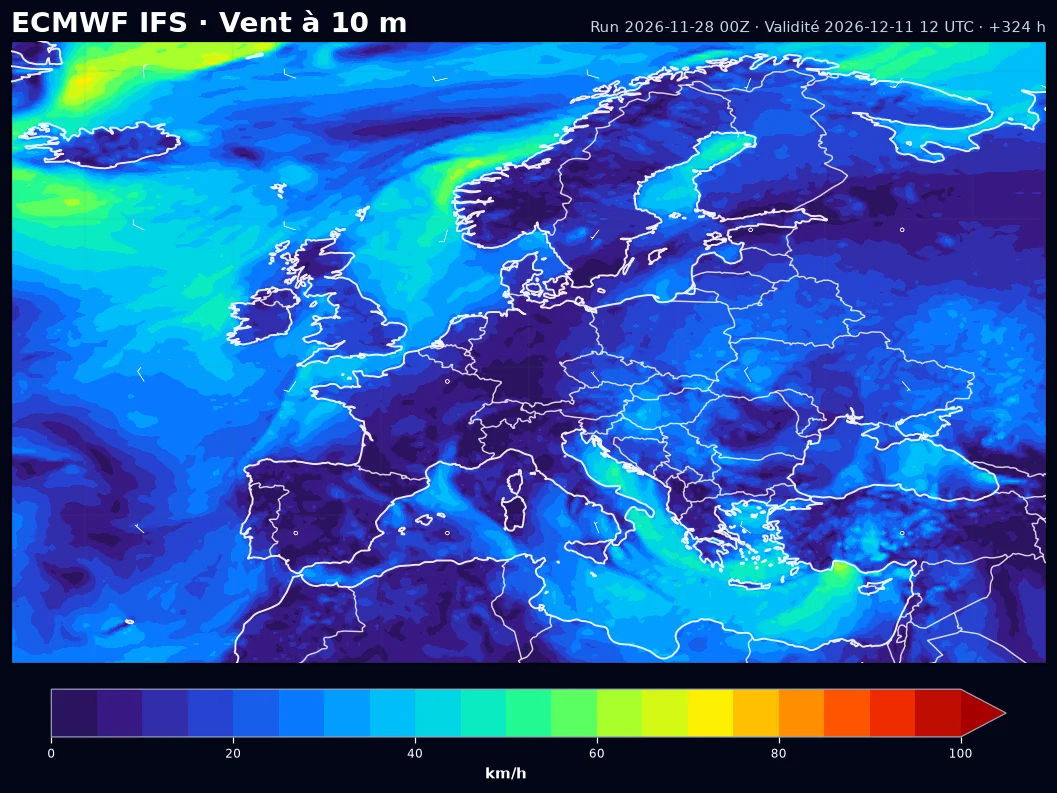 ECMWF IFS · Vent à 10 m
Run 2026-11-28 00Z · Validité 2026-12-11 12 UTC · +324 h
0 20 40 60 80 100
km/h